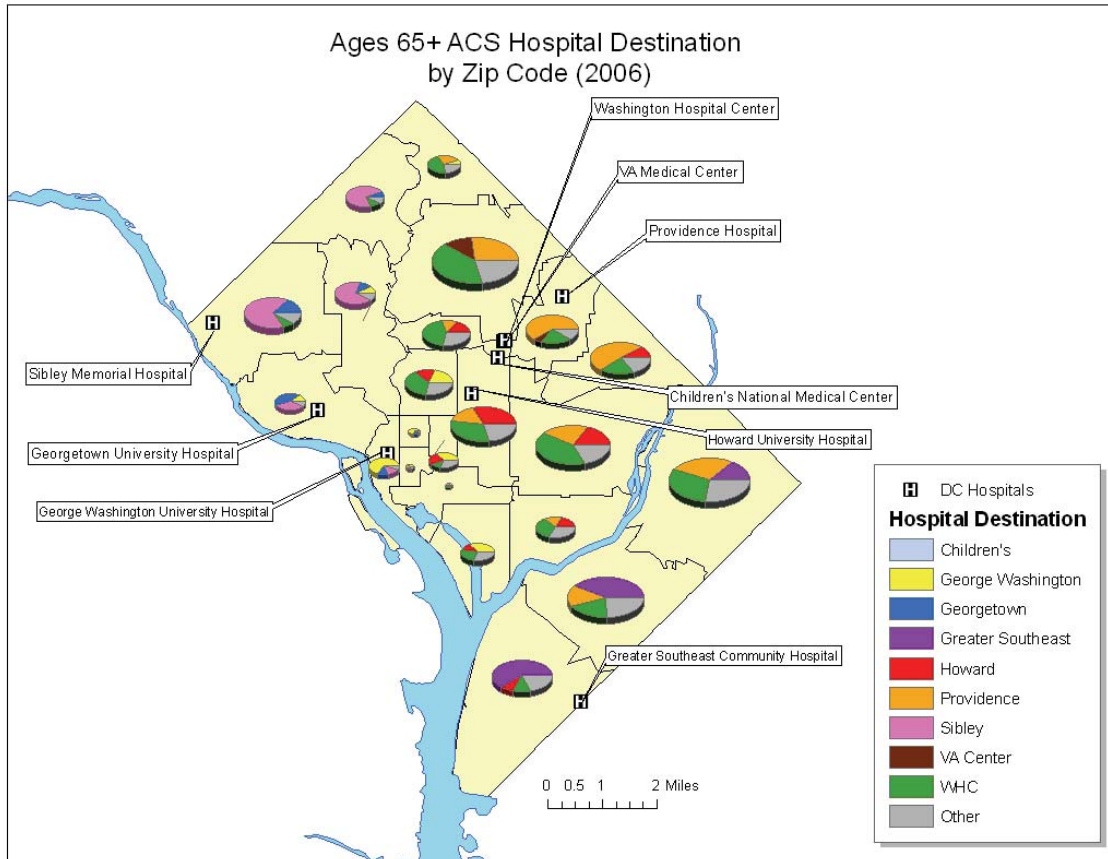 Ages 65+ ACS Hospital Destination
by Zip Code (2006)
Washington Hospital Center
VA Medical Center
Providence Hospital
Sibley Memorial Hospital
Children's National Medical Center
Georgetown University Hospital
Howard University Hospital
George Washington University Hospital
Greater Southeast Community Hospital
H
H
H
H
H
H
H
H
0 0.5 1 2 Miles
H DC Hospitals
Hospital Destination
Children's
George Washington
Georgetown
Greater Southeast
Howard
Providence
Sibley
VA Center
WHC
Other